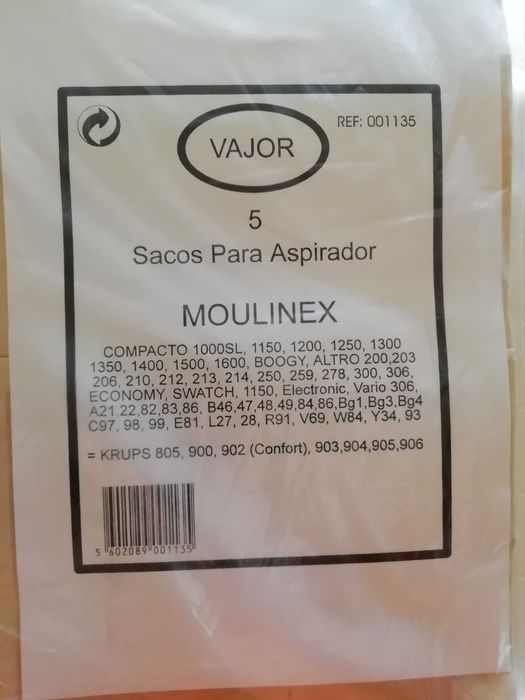 REF: 001135
VAJOR
5
Sacos Para Aspirador
MOULINEX
COMPACTO 1000SL, 1150, 1200, 1250, 1300
1350, 1400, 1500, 1600, BOOGY, ALTRO 200,203
206, 210, 212, 213, 214, 250, 259, 278, 300, 306,
ECONOMY, SWATCH, 1150, Electronic, Vario 306,
A21,22,82,83,86, B46,47,48,49,84,86,Bg1,Bg3,Bg4
C97, 98, 99, E81, L27, 28, R91, V69, W84, Y34, 93
= KRUPS 805, 900, 902 (Confort), 903,904,905,906
5 602089 001135